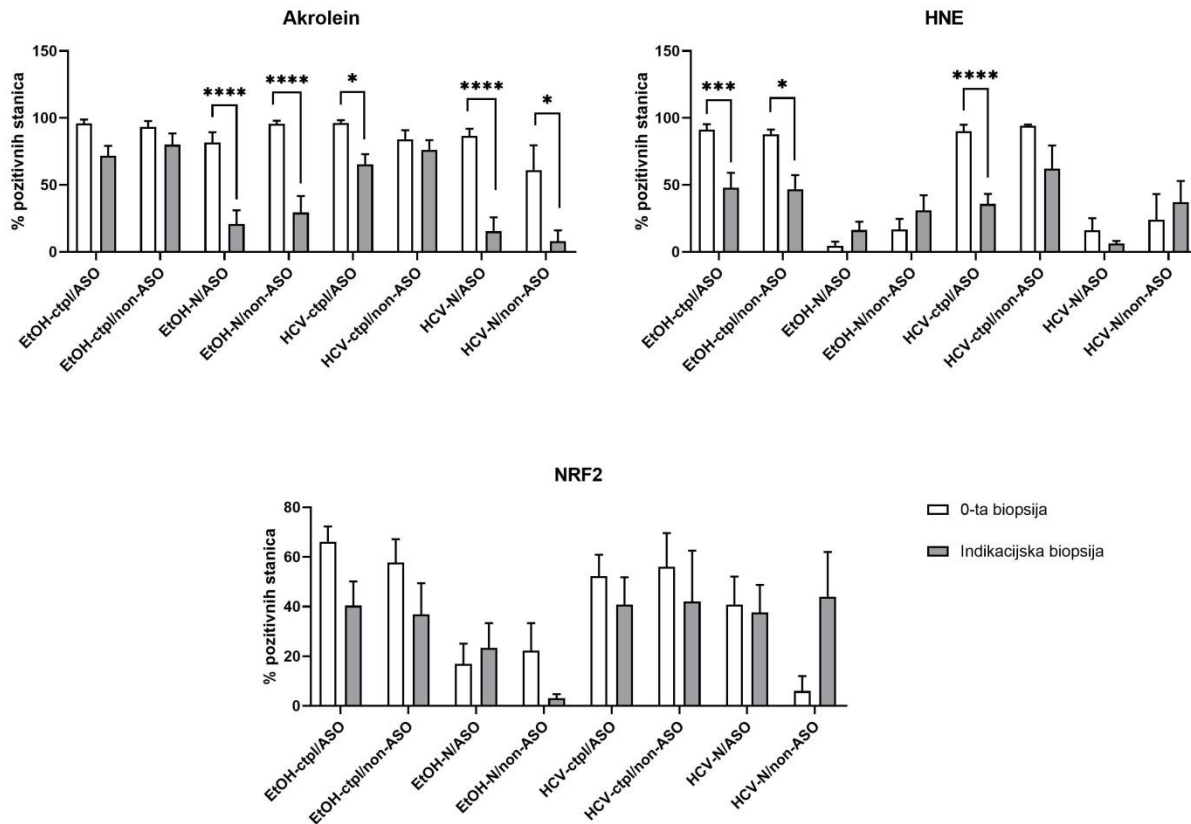 Akrolein
% pozitivnih stanica
150
100
50
0
****
****
*
****
*
EtOH-ctpl/ASO
EtOH-ctpl/non-ASO
EtOH-N/ASO
EtOH-N/non-ASO
HCV-ctpl/ASO
HCV-ctpl/non-ASO
HCV-N/ASO
HCV-N/non-ASO
HNE
% pozitivnih stanica
150
100
50
0
***
*
****
EtOH-ctpl/ASO
EtOH-ctpl/non-ASO
EtOH-N/ASO
EtOH-N/non-ASO
HCV-ctpl/ASO
HCV-ctpl/non-ASO
HCV-N/ASO
HCV-N/non-ASO
NRF2
% pozitivnih stanica
80
60
40
20
0
EtOH-ctpl/ASO
EtOH-ctpl/non-ASO
EtOH-N/ASO
EtOH-N/non-ASO
HCV-ctpl/ASO
HCV-ctpl/non-ASO
HCV-N/ASO
HCV-N/non-ASO
0-ta biopsija
Indikacijska biopsija